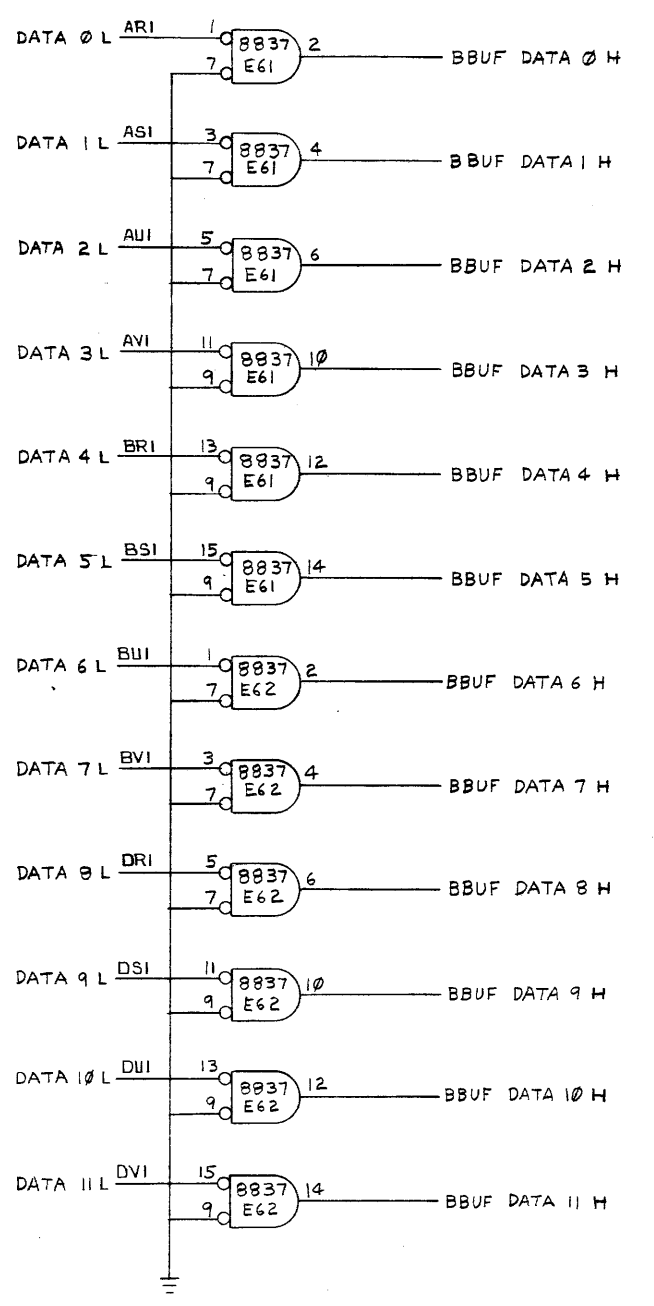 DATA Ø L AR1 1 8837 2 BBUF DATA Ø H
7 E61
DATA 1 L AS1 3 8837 4 BBUF DATA 1 H
7 E61
DATA 2 L AU1 5 8837 6 BBUF DATA 2 H
7 E61
DATA 3 L AV1 11 8837 1Ø BBUF DATA 3 H
9 E61
DATA 4 L BR1 13 8837 12 BBUF DATA 4 H
9 E61
DATA 5 L BS1 15 8837 14 BBUF DATA 5 H
9 E61
DATA 6 L BU1 1 8837 2 BBUF DATA 6 H
7 E62
DATA 7 L BV1 3 8837 4 BBUF DATA 7 H
7 E62
DATA 8 L DR1 5 8837 6 BBUF DATA 8 H
7 E62
DATA 9 L DS1 11 8837 1Ø BBUF DATA 9 H
9 E62
DATA 1Ø L DU1 13 8837 12 BBUF DATA 1Ø H
9 E62
DATA 11 L DV1 15 8837 14 BBUF DATA 11 H
9 E62